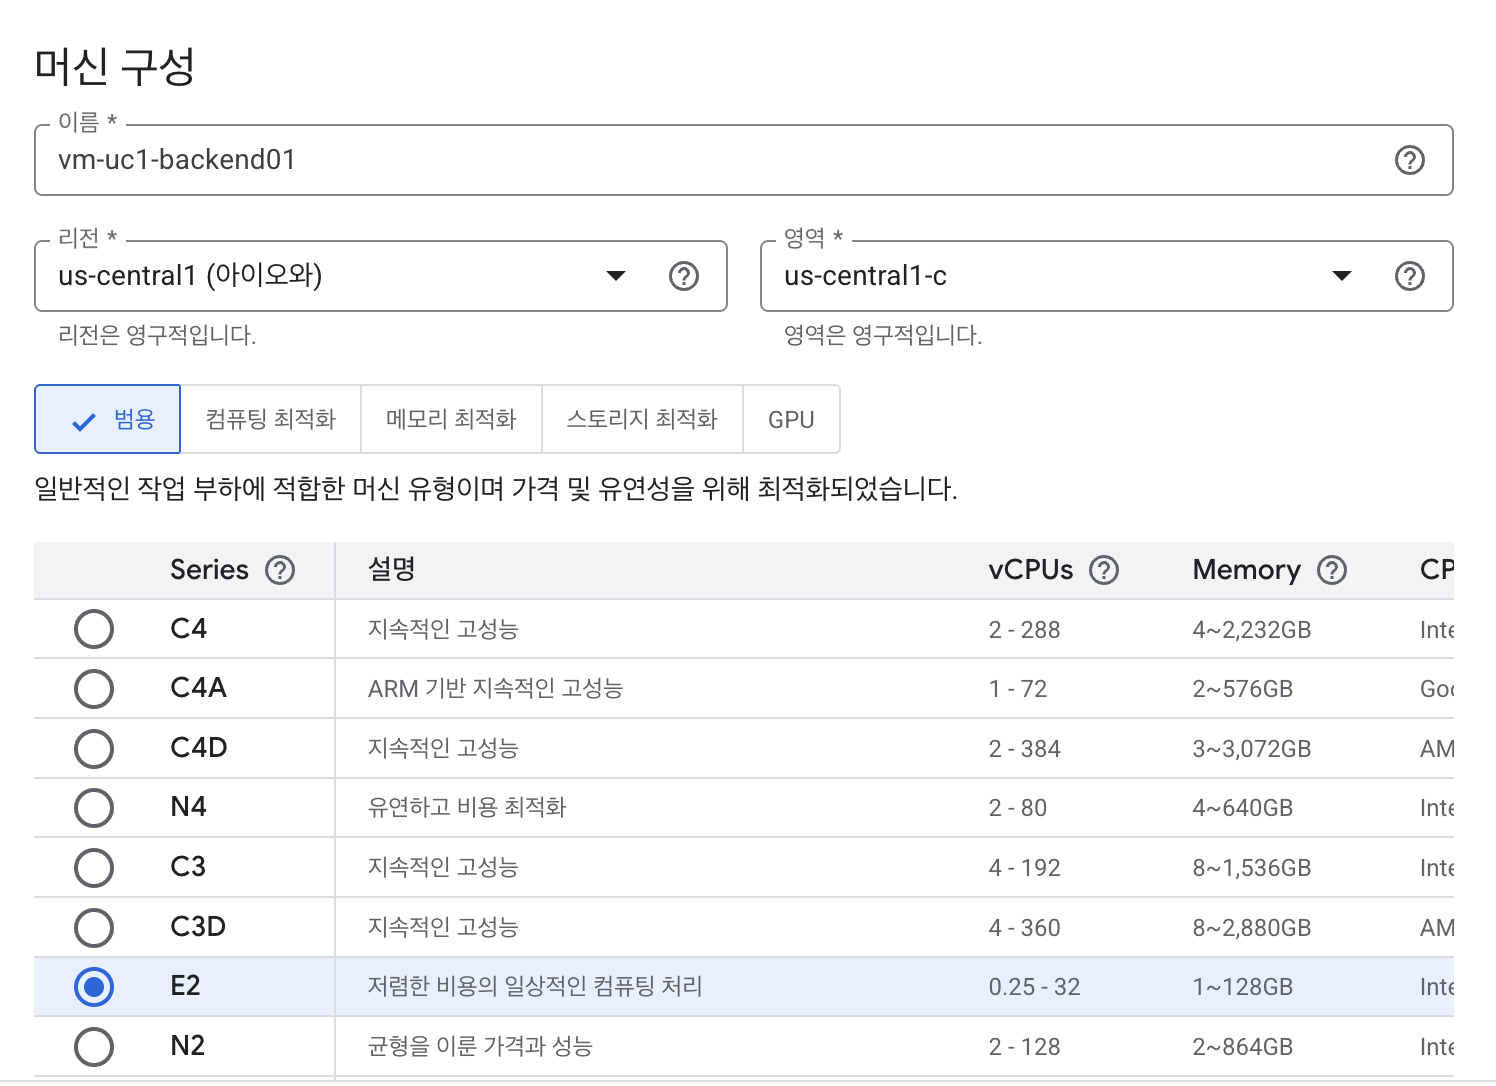 머신 구성
이름 *
vm-uc1-backend01
리전 *
us-central1 (아이오와)
리전은 영구적입니다.
영역 *
us-central1-c
영역은 영구적입니다.
범용 컴퓨팅 최적화 메모리 최적화 스토리지 최적화 GPU
일반적인 작업 부하에 적합한 머신 유형이며 가격 및 유연성을 위해 최적화되었습니다.
Series 설명 vCPUs Memory CP
C4 지속적인 고성능 2 - 288 4~2,232GB Inte
C4A ARM 기반 지속적인 고성능 1 - 72 2~576GB Goo
C4D 지속적인 고성능 2 - 384 3~3,072GB AM
N4 유연하고 비용 최적화 2 - 80 4~640GB Inte
C3 지속적인 고성능 4 - 192 8~1,536GB Inte
C3D 지속적인 고성능 4 - 360 8~2,880GB AM
E2 저렴한 비용의 일상적인 컴퓨팅 처리 0.25 - 32 1~128GB Inte
N2 균형을 이룬 가격과 성능 2 - 128 2~864GB Inte